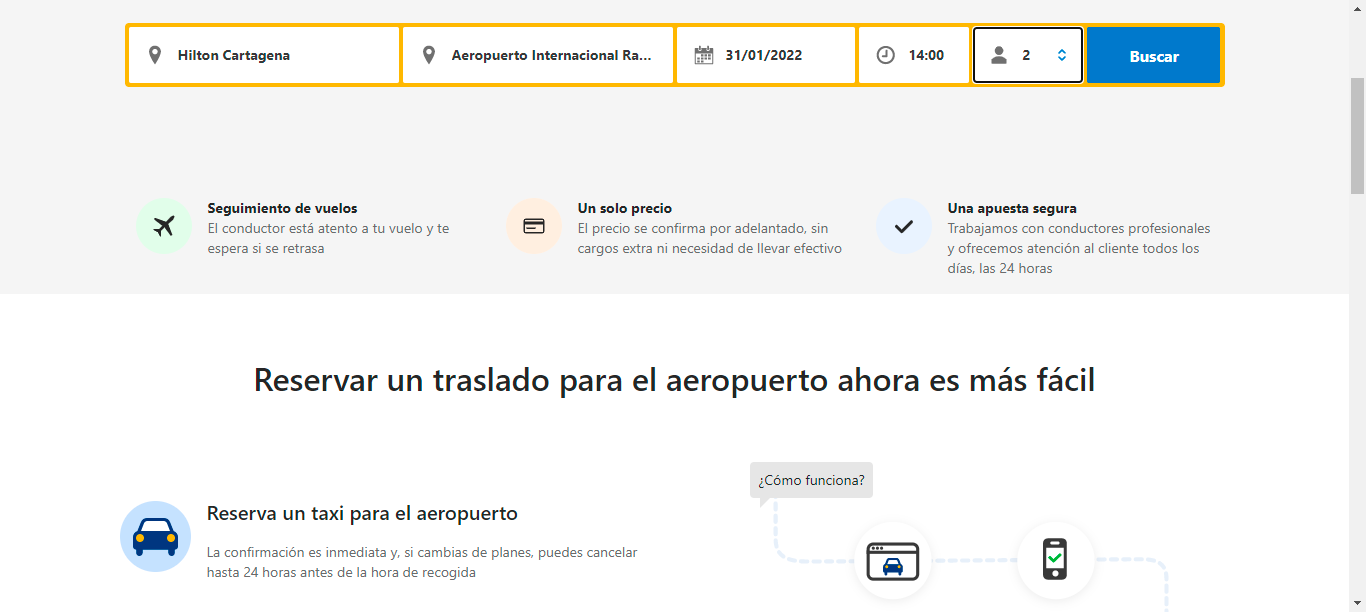 Hilton Cartagena
Aeropuerto Internacional Ra...
31/01/2022
14:00
2
Buscar
Seguimiento de vuelos
El conductor está atento a tu vuelo y te
espera si se retrasa
Un solo precio
El precio se confirma por adelantado, sin
cargos extra ni necesidad de llevar efectivo
Una apuesta segura
Trabajamos con conductores profesionales
y ofrecemos atención al cliente todos los
días, las 24 horas
Reservar un traslado para el aeropuerto ahora es más fácil
¿Cómo funciona?
Reserva un taxi para el aeropuerto
La confirmación es inmediata y, si cambias de planes, puedes cancelar
hasta 24 horas antes de la hora de recogida